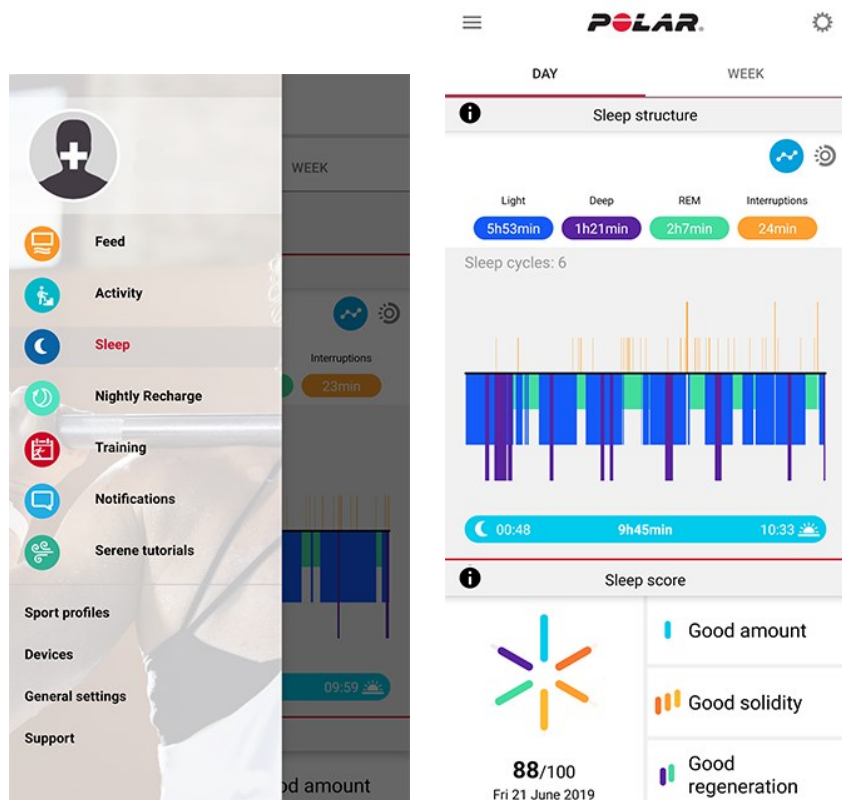 WEEK
Feed
Activity
Sleep
Nightly Recharge
Training
Notifications
Serene tutorials
Sport profiles
Devices
General settings
Support
Interruptions
23min
09:59
od amount
POLAR.
DAY WEEK
Sleep structure
Light Deep REM Interruptions
5h53min 1h21min 2h7min 24min
Sleep cycles: 6
00:48 9h45min 10:33
Sleep score
Good amount
Good solidity
Good
regeneration
88/100
Fri 21 June 2019